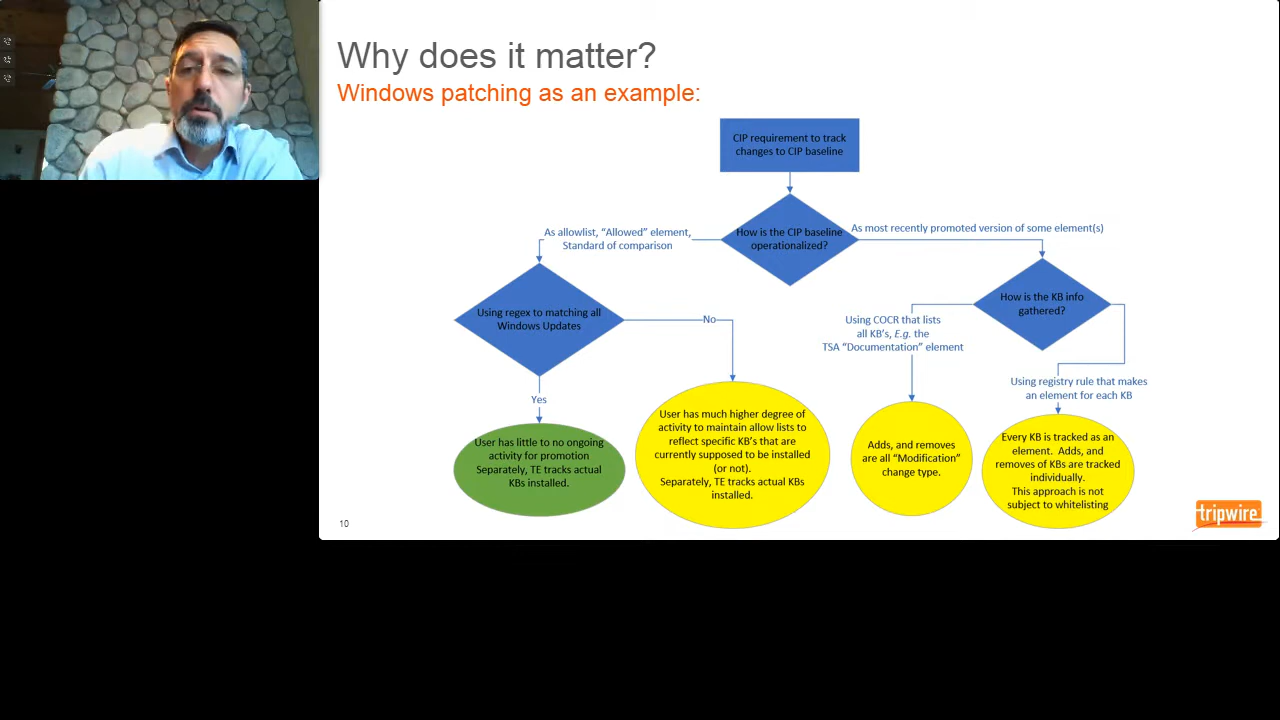 Why does it matter?
Windows patching as an example:
CIP requirement to track
changes to CIP baseline
How is the CIP baseline
operationalized?
As allowlist, “Allowed” element,
Standard of comparison
As most recently promoted version of some element(s)
Using regex to matching all
Windows Updates
No
Yes
How is the KB info
gathered?
Using COCR that lists
all KB’s, E.g. the
TSA “Documentation” element
Using registry rule that makes
an element for each KB
User has little to no ongoing
activity for promotion
Separately, TE tracks actual
KBs installed.
User has much higher degree of
activity to maintain allow lists to
reflect specific KB’s that are
currently supposed to be installed
(or not).
Separately, TE tracks actual KBs
installed.
Adds, and removes
are all “Modification”
change type.
Every KB is tracked as an
element. Adds, and
removes of KBs are tracked
individually.
This approach is not
subject to whitelisting
10
tripwire